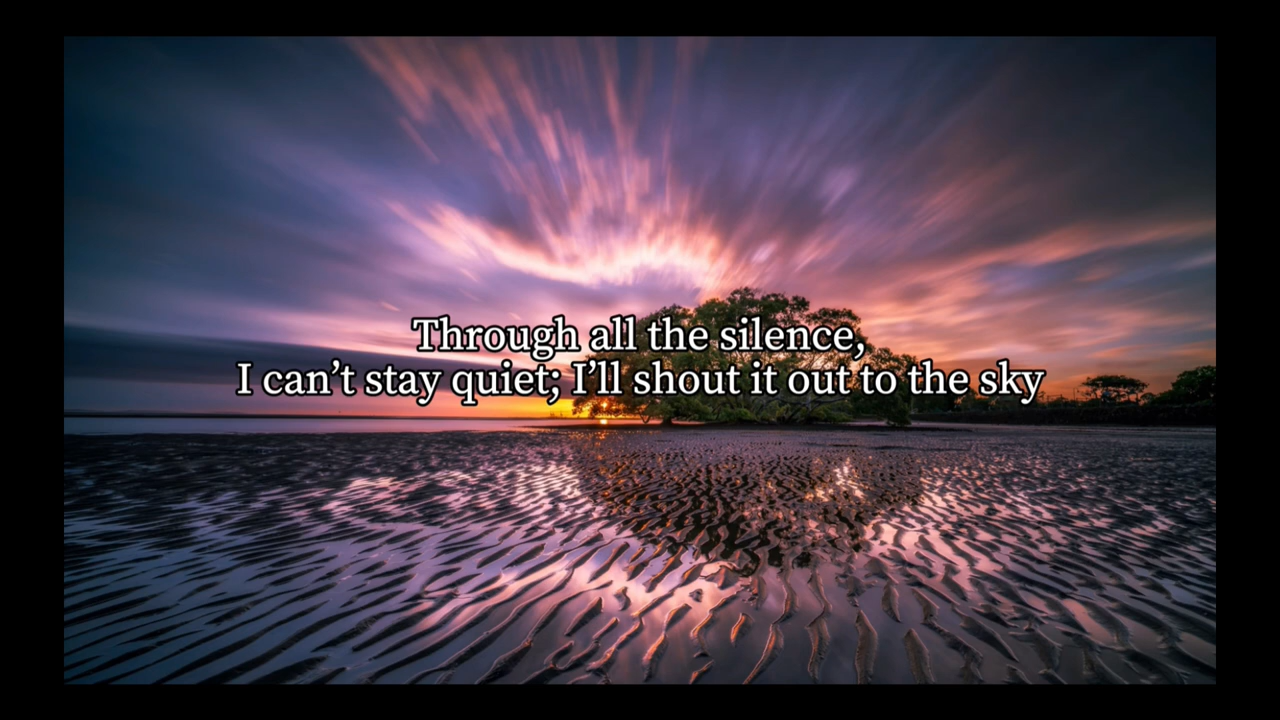 Through all the silence,
I can’t stay quiet; I’ll shout it out to the sky